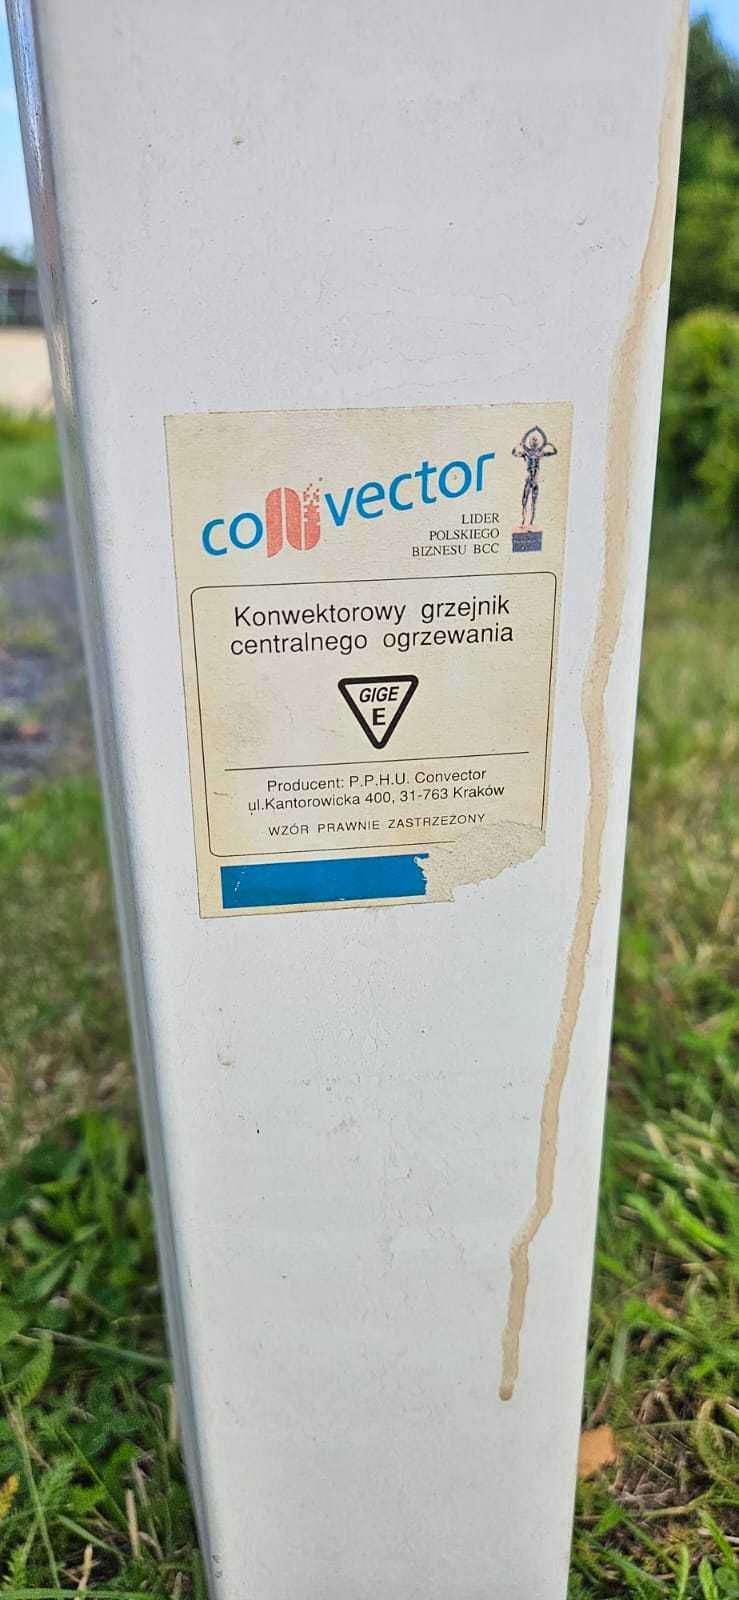 convector
LIDER
POLSKIEGO
BIZNESU BCC
Konwektorowy grzejnik
centralnego ogrzewania
GIGE
E
Producent: P.P.H.U. Convector
ul.Kantorowicka 400, 31-763 Kraków
WZÓR PRAWNIE ZASTRZEŻONY